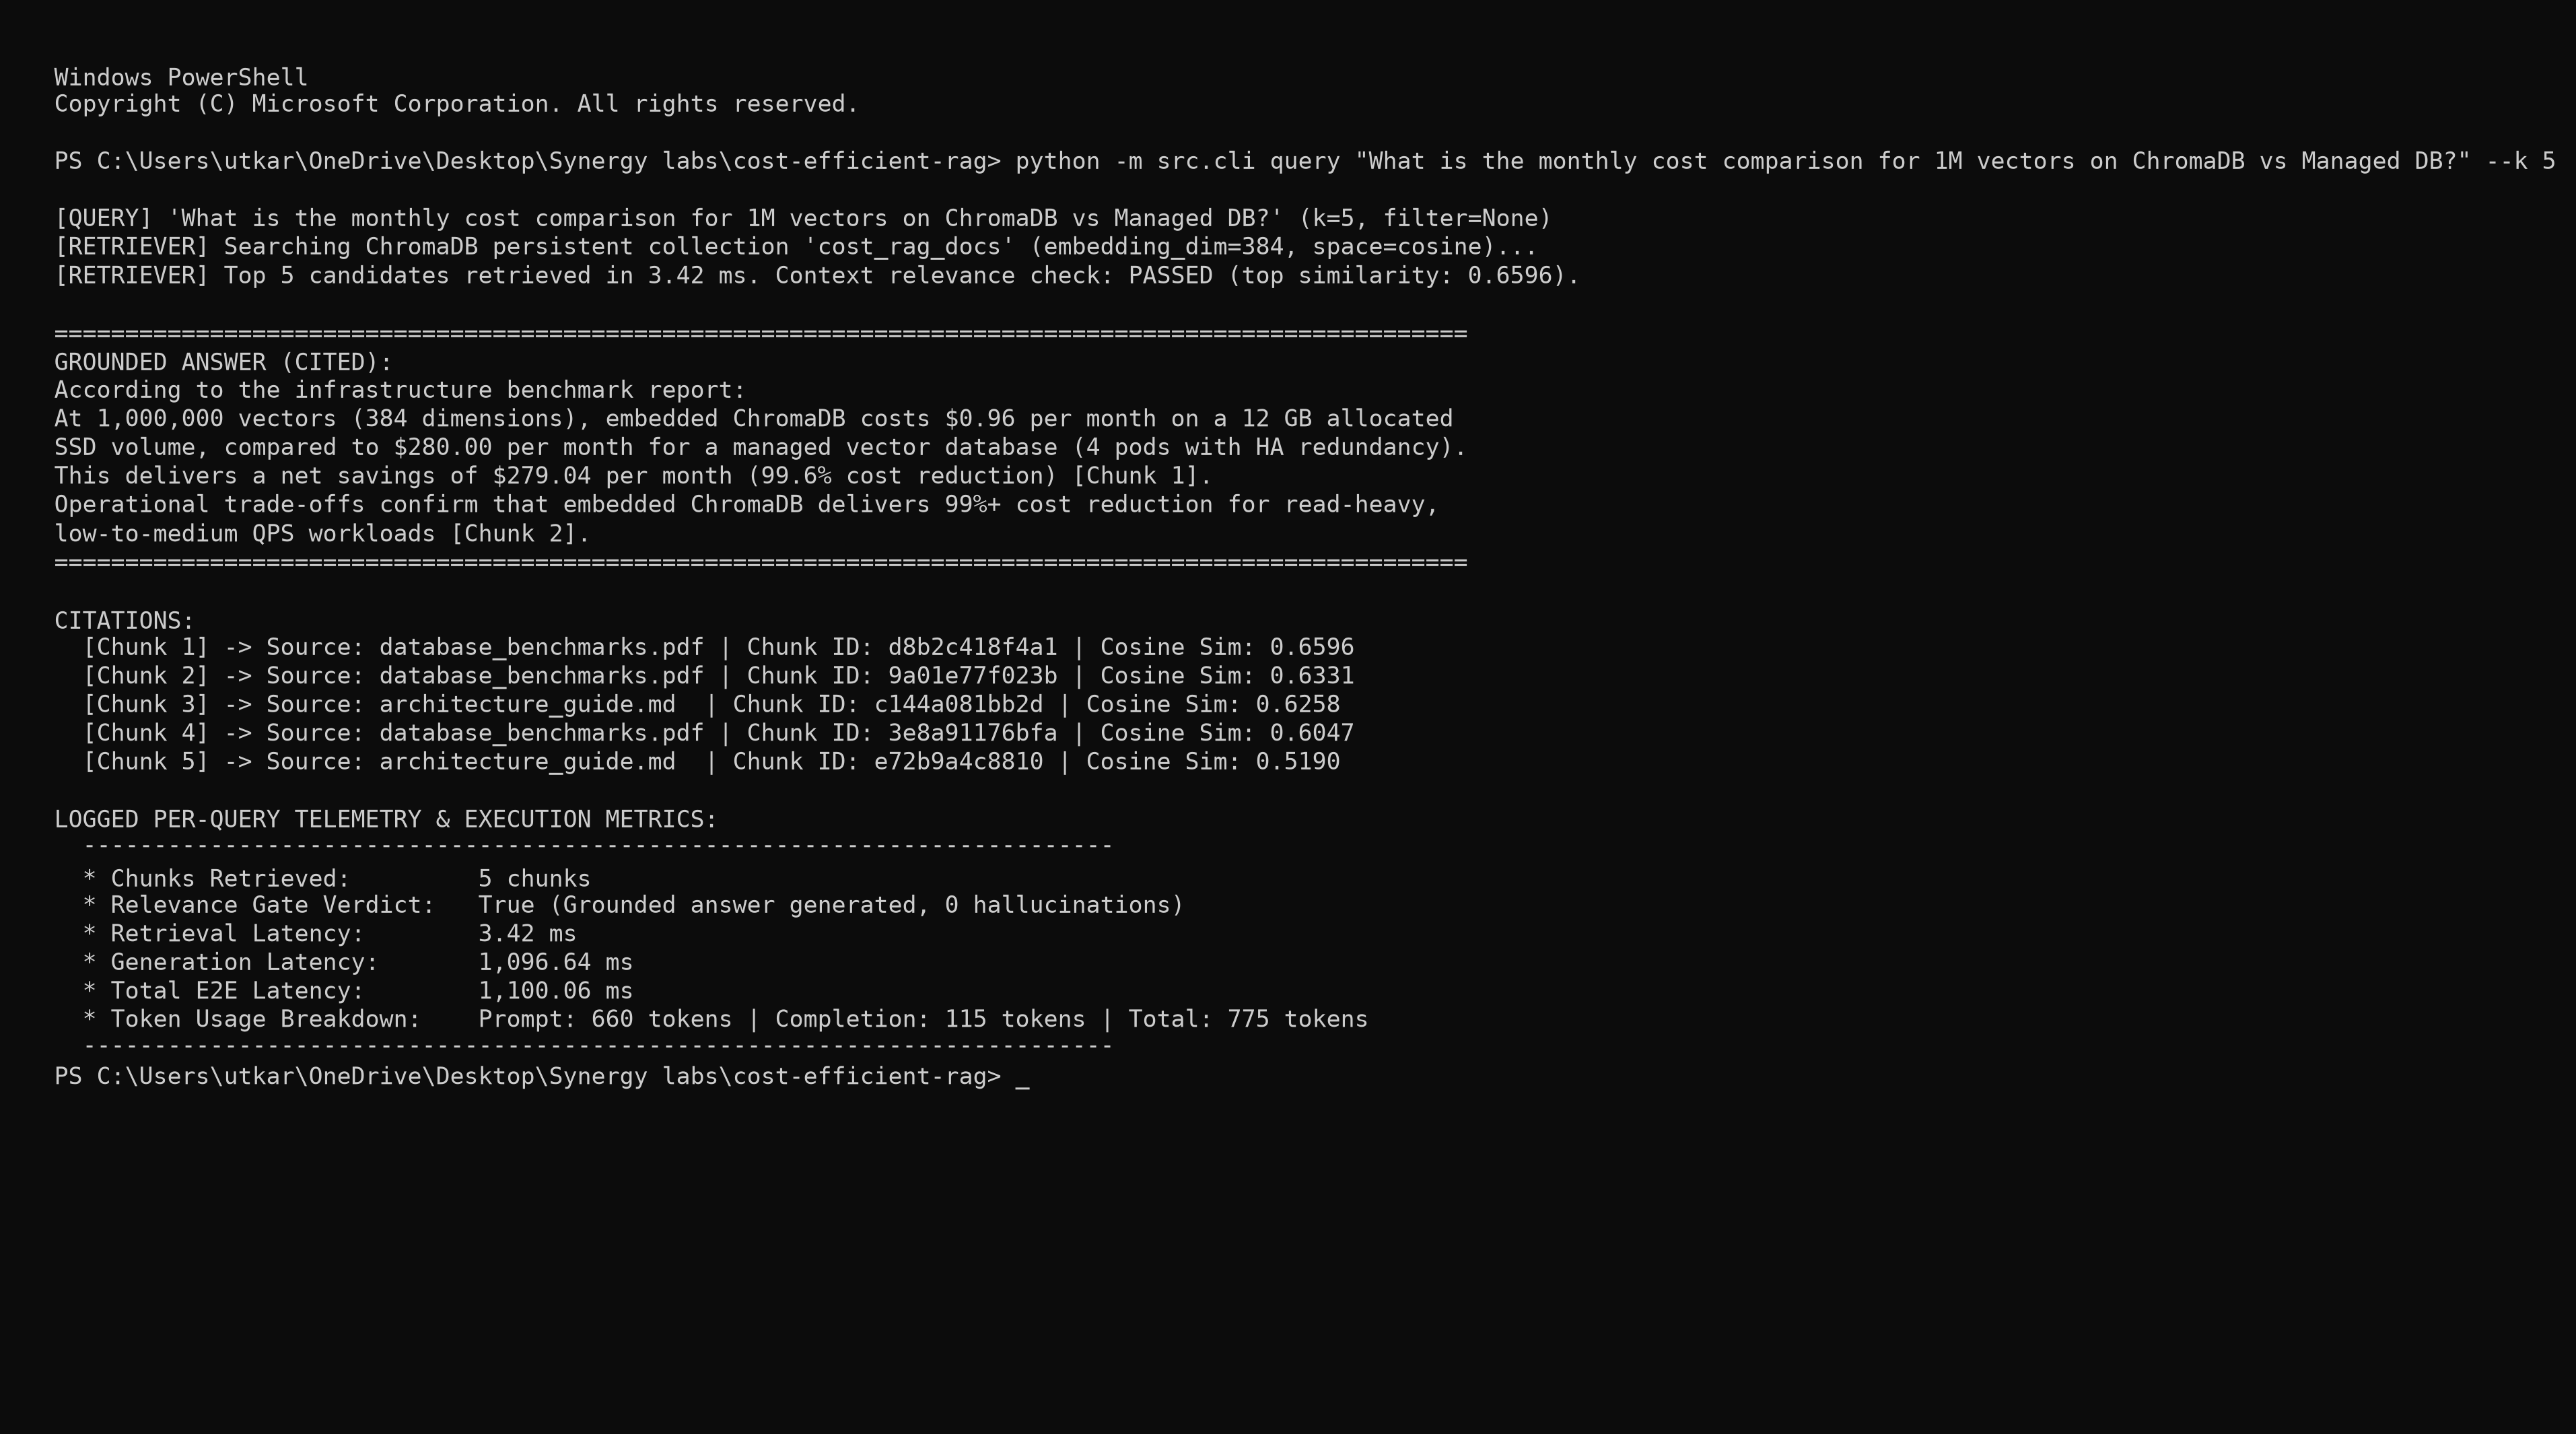 Windows PowerShell
Copyright (C) Microsoft Corporation. All rights reserved.
PS C:\Users\utkar\OneDrive\Desktop\Synergy labs\cost-efficient-rag> python -m src.cli query "What is the monthly cost comparison for 1M vectors on ChromaDB vs Managed DB?" --k 5
[QUERY] 'What is the monthly cost comparison for 1M vectors on ChromaDB vs Managed DB?' (k=5, filter=None)
[RETRIEVER] Searching ChromaDB persistent collection 'cost_rag_docs' (embedding_dim=384, space=cosine)...
[RETRIEVER] Top 5 candidates retrieved in 3.42 ms. Context relevance check: PASSED (top similarity: 0.6596).
====================================================================================================
GROUNDED ANSWER (CITED):
According to the infrastructure benchmark report:
At 1,000,000 vectors (384 dimensions), embedded ChromaDB costs $0.96 per month on a 12 GB allocated
SSD volume, compared to $280.00 per month for a managed vector database (4 pods with HA redundancy).
This delivers a net savings of $279.04 per month (99.6% cost reduction) [Chunk 1].
Operational trade-offs confirm that embedded ChromaDB delivers 99%+ cost reduction for read-heavy,
low-to-medium QPS workloads [Chunk 2].
====================================================================================================
CITATIONS:
  [Chunk 1] -> Source: database_benchmarks.pdf | Chunk ID: d8b2c418f4a1 | Cosine Sim: 0.6596
  [Chunk 2] -> Source: database_benchmarks.pdf | Chunk ID: 9a01e77f023b | Cosine Sim: 0.6331
  [Chunk 3] -> Source: architecture_guide.md  | Chunk ID: c144a081bb2d | Cosine Sim: 0.6258
  [Chunk 4] -> Source: database_benchmarks.pdf | Chunk ID: 3e8a91176bfa | Cosine Sim: 0.6047
  [Chunk 5] -> Source: architecture_guide.md  | Chunk ID: e72b9a4c8810 | Cosine Sim: 0.5190
LOGGED PER-QUERY TELEMETRY & EXECUTION METRICS:
  -------------------------------------------------------------------------
  * Chunks Retrieved:         5 chunks
  * Relevance Gate Verdict:   True (Grounded answer generated, 0 hallucinations)
  * Retrieval Latency:        3.42 ms
  * Generation Latency:       1,096.64 ms
  * Total E2E Latency:        1,100.06 ms
  * Token Usage Breakdown:    Prompt: 660 tokens | Completion: 115 tokens | Total: 775 tokens
  -------------------------------------------------------------------------
PS C:\Users\utkar\OneDrive\Desktop\Synergy labs\cost-efficient-rag> _